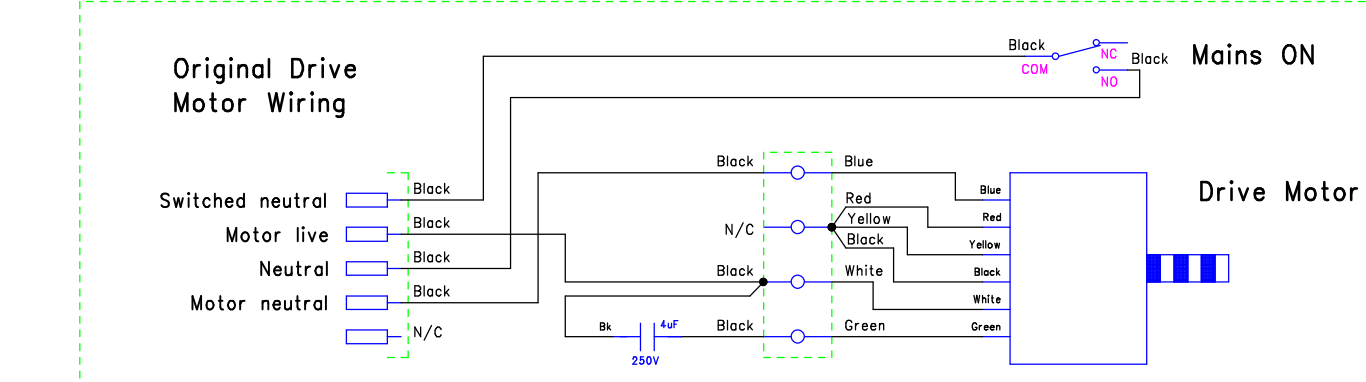 Original Drive
Motor Wiring
Black
COM
NC
NO
Black
Mains ON
Switched neutral
Black
Motor live
Black
Neutral
Black
Motor neutral
Black
N/C
Black
Blue
N/C
Red
Yellow
Black
Black
White
Bk
4uF
250V
Black
Green
Blue
Red
Yellow
Black
White
Green
Drive Motor